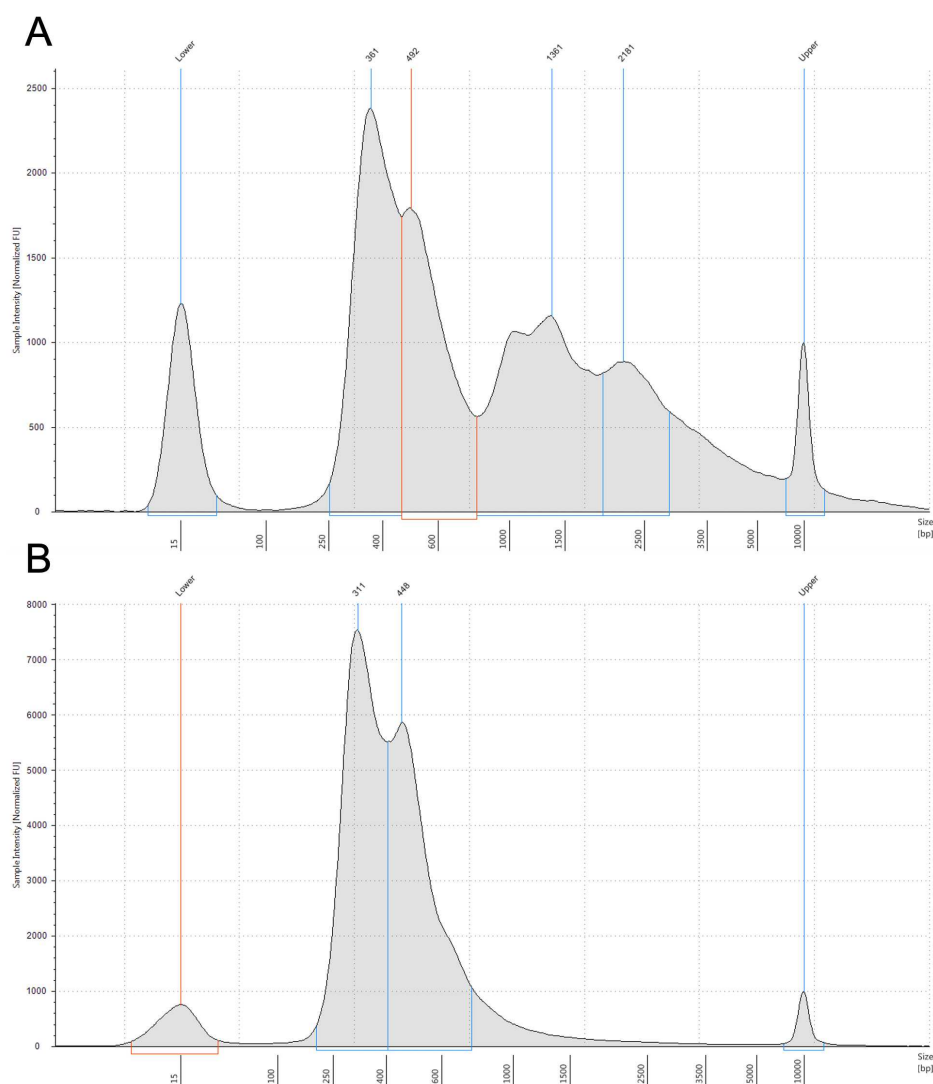 A
Lower 361 492 1361 2181 Upper
Sample Intensity [Normalized FU]
2500
2000
1500
1000
500
0
15 100 250 400 600 1000 1500 2500 3500 5000 10000
Size
[bp]
B
Lower 311 448 Upper
Sample Intensity [Normalized FU]
8000
7000
6000
5000
4000
3000
2000
1000
0
15 100 250 400 600 1000 1500 2500 3500 5000 10000
Size
[bp]